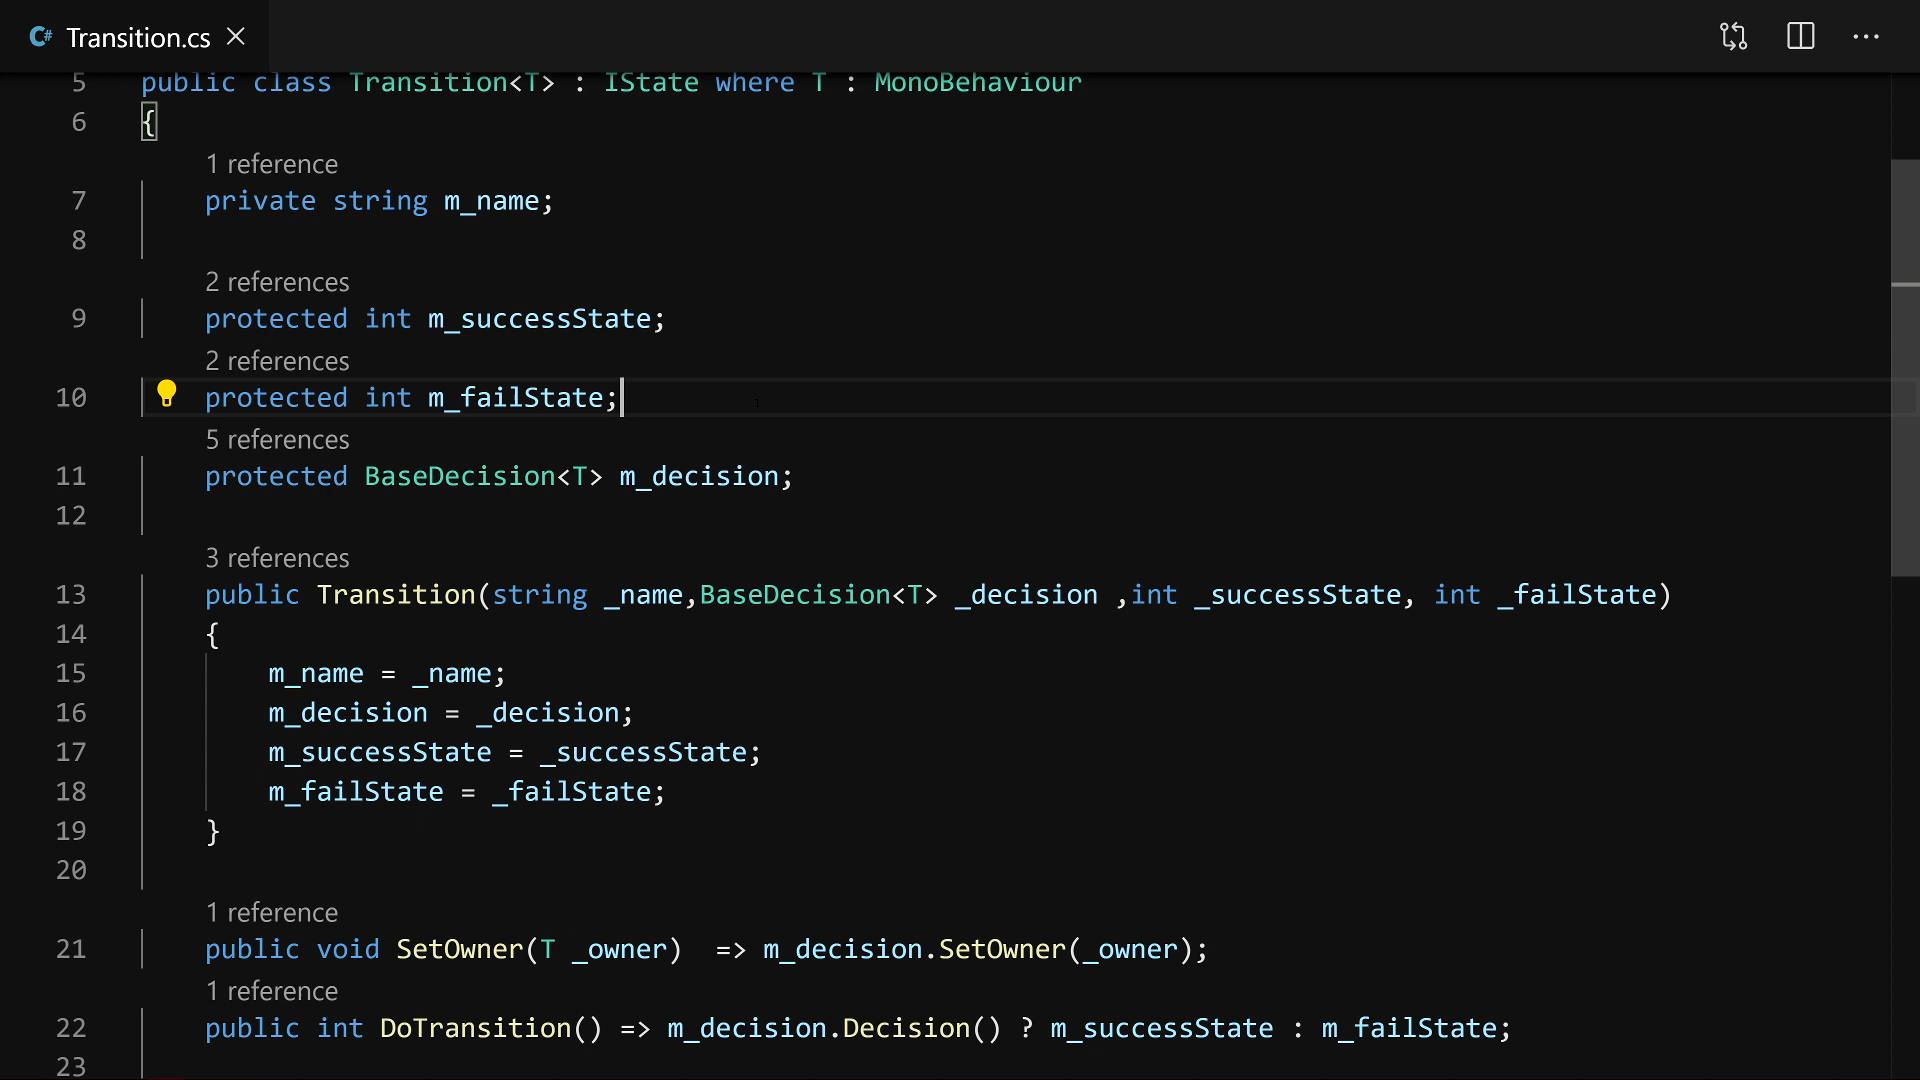 C# Transition.cs
5 public class Transition<T> : IState where T : MonoBehaviour
6 {
1 reference
7 private string m_name;
8
2 references
9 protected int m_successState;
2 references
10 protected int m_failState;
5 references
11 protected BaseDecision<T> m_decision;
12
3 references
13 public Transition(string _name,BaseDecision<T> _decision ,int _successState, int _failState)
14 {
15 m_name = _name;
16 m_decision = _decision;
17 m_successState = _successState;
18 m_failState = _failState;
19 }
20
1 reference
21 public void SetOwner(T _owner)  => m_decision.SetOwner(_owner);
1 reference
22 public int DoTransition() => m_decision.Decision() ? m_successState : m_failState;
23